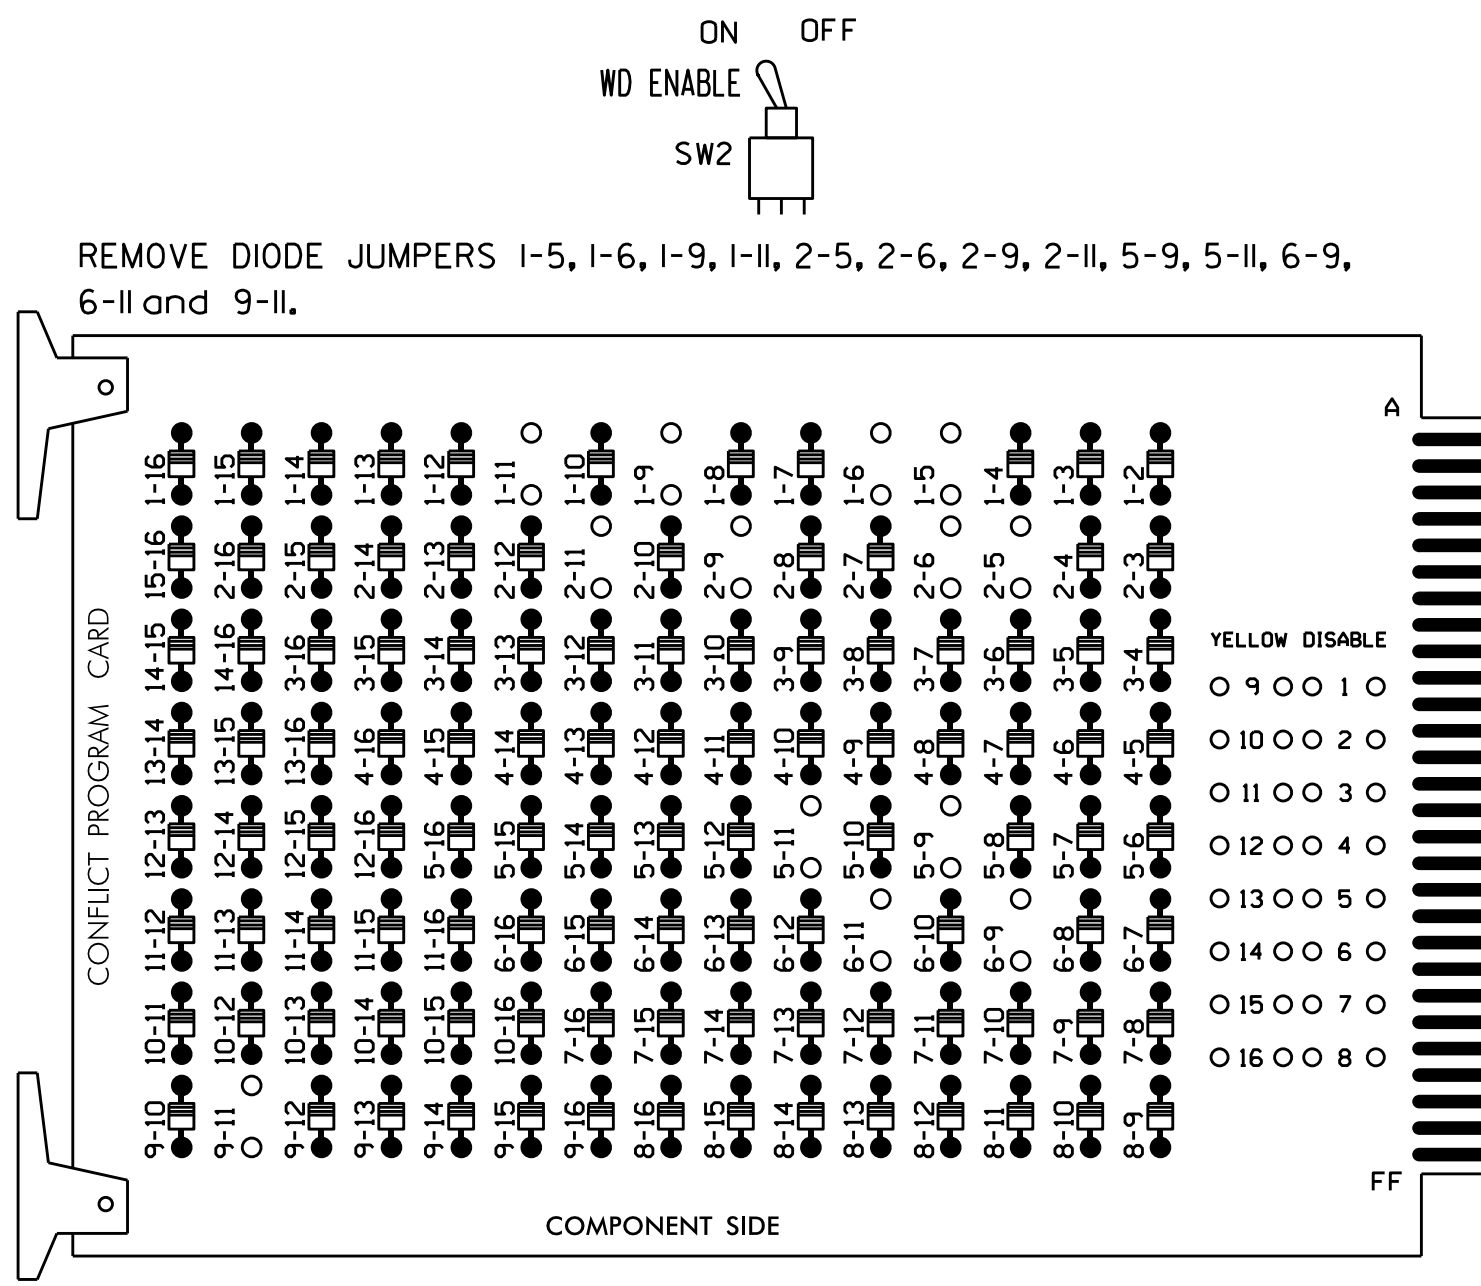 ON OFF
WD ENABLE
SW2
REMOVE DIODE JUMPERS 1-5, 1-6, 1-9, 1-11, 2-5, 2-6, 2-9, 2-11, 5-9, 5-11, 6-9,
6-11 and 9-11.
A
1-16 1-15 1-14 1-13 1-12 1-11 1-10 1-9 1-8 1-7 1-6 1-5 1-4 1-3 1-2
15-16 2-16 2-15 2-14 2-13 2-12 2-11 2-10 2-9 2-8 2-7 2-6 2-5 2-4 2-3
14-15 14-16 3-16 3-15 3-14 3-13 3-12 3-11 3-10 3-9 3-8 3-7 3-6 3-5 3-4
13-14 13-15 13-16 4-16 4-15 4-14 4-13 4-12 4-11 4-10 4-9 4-8 4-7 4-6 4-5
12-13 12-14 12-15 12-16 5-16 5-15 5-14 5-13 5-12 5-11 5-10 5-9 5-8 5-7 5-6
11-12 11-13 11-14 11-15 11-16 6-16 6-15 6-14 6-13 6-12 6-11 6-10 6-9 6-8 6-7
10-11 10-12 10-13 10-14 10-15 10-16 7-16 7-15 7-14 7-13 7-12 7-11 7-10 7-9 7-8
9-10 9-11 9-12 9-13 9-14 9-15 9-16 8-16 8-15 8-14 8-13 8-12 8-11 8-10 8-9
CONFLICT PROGRAM CARD
YELLOW DISABLE
9 1
10 2
11 3
12 4
13 5
14 6
15 7
16 8
FF
COMPONENT SIDE